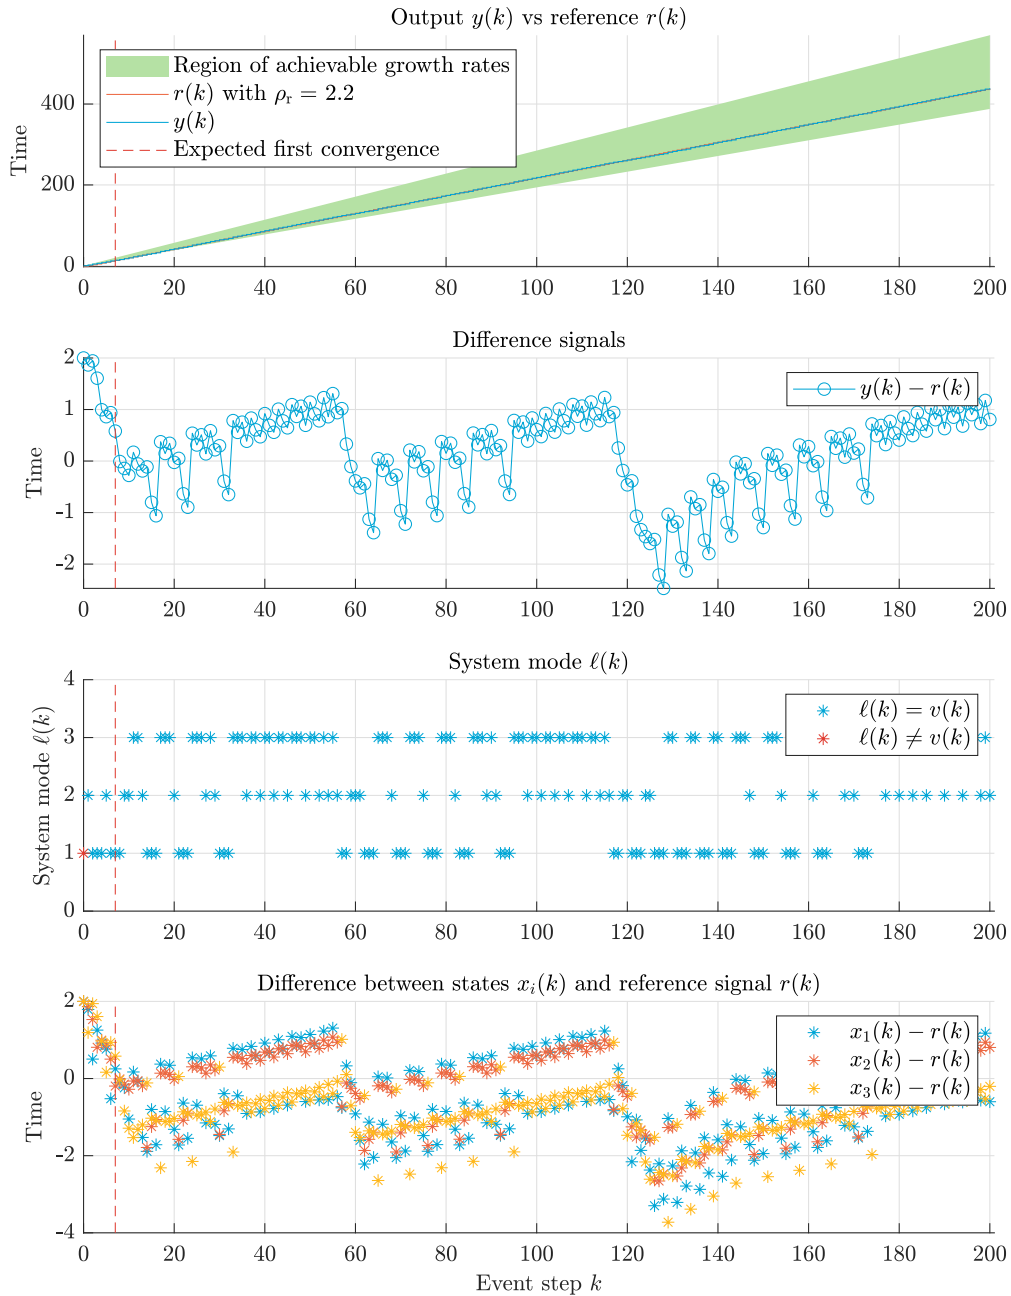 Output y(k) vs reference r(k)
Region of achievable growth rates
r(k) with ρr = 2.2
y(k)
Expected first convergence
Time
400
200
0
0 20 40 60 80 100 120 140 160 180 200
Difference signals
y(k) − r(k)
Time
2
1
0
-1
-2
0 20 40 60 80 100 120 140 160 180 200
System mode ℓ(k)
ℓ(k) = v(k)
ℓ(k) ≠ v(k)
System mode ℓ(k)
4
3
2
1
0
0 20 40 60 80 100 120 140 160 180 200
Difference between states xi(k) and reference signal r(k)
x1(k) − r(k)
x2(k) − r(k)
x3(k) − r(k)
Time
2
0
-2
-4
0 20 40 60 80 100 120 140 160 180 200
Event step k